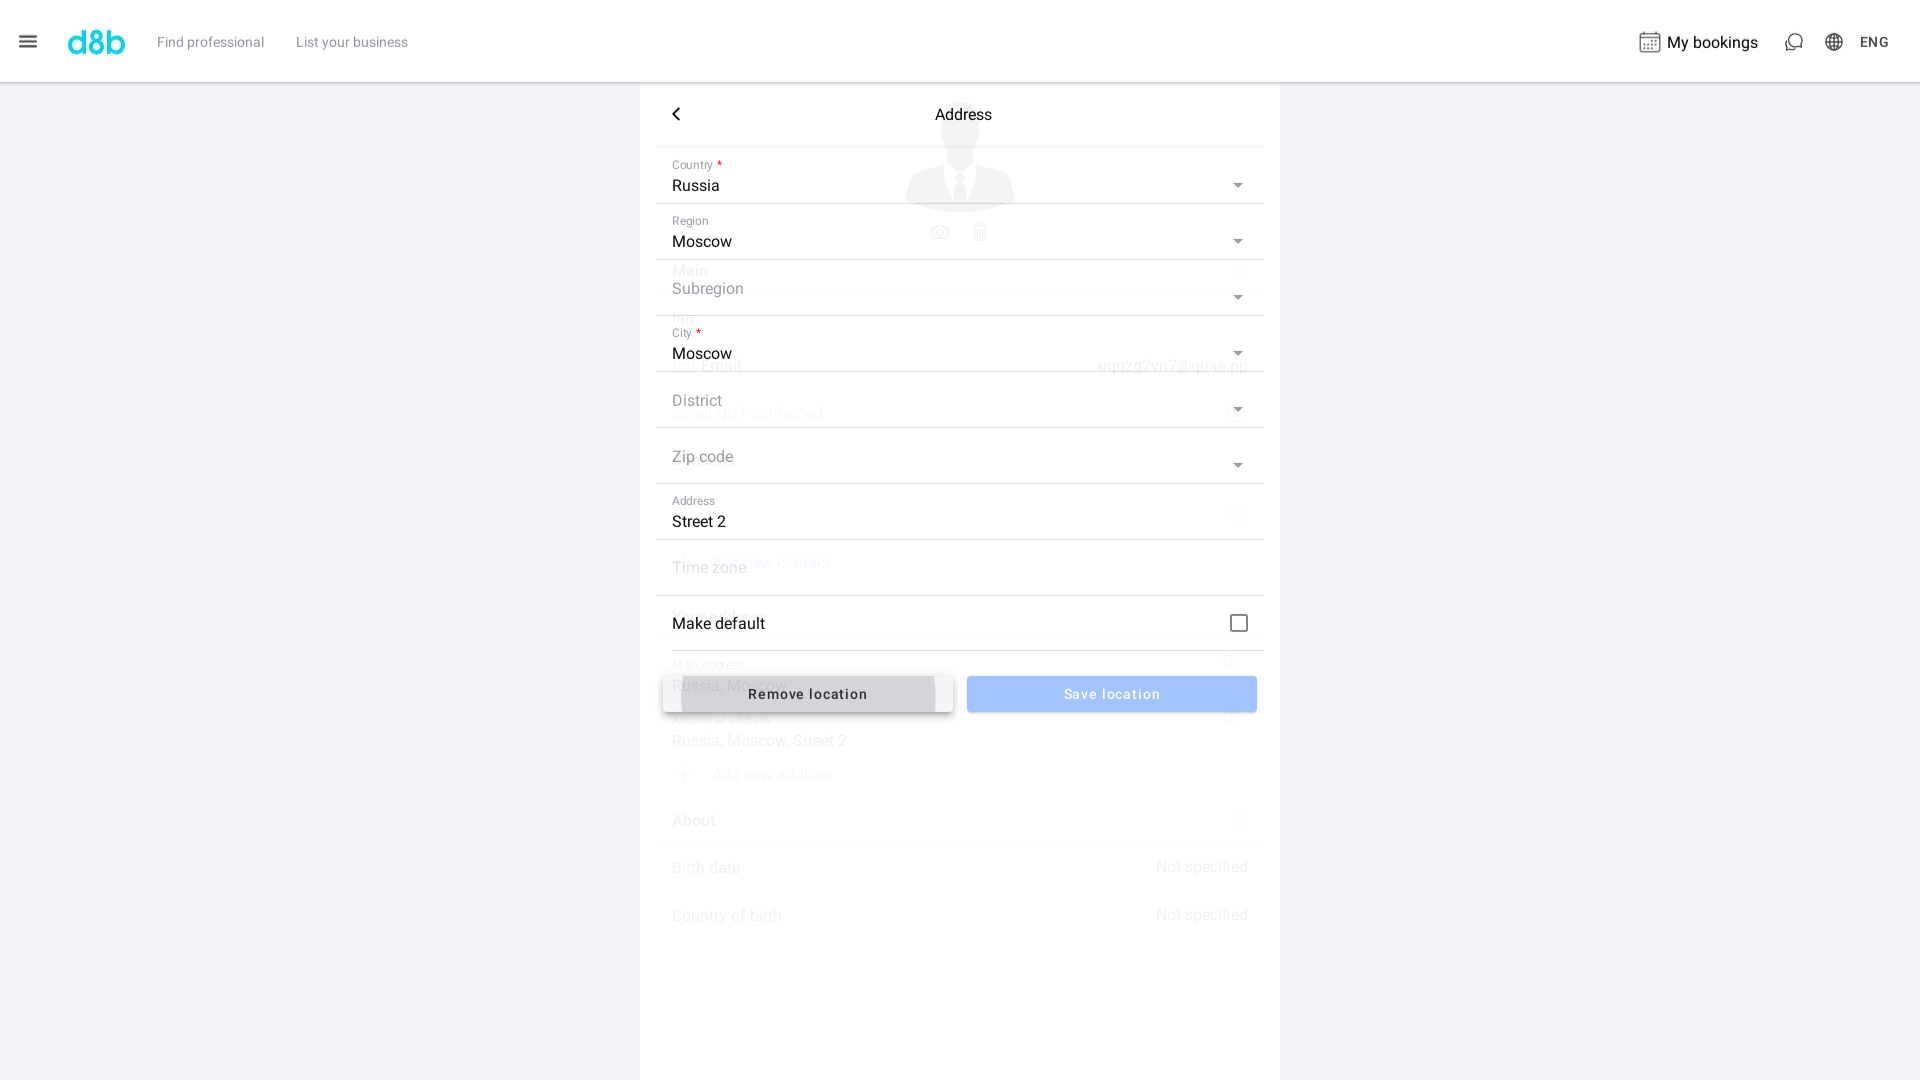 d8b Find professional List your business My bookings ENG
Address
Country *
Russia
Region
Moscow
Main
Subregion
Ian
City *
Moscow
Email uqqzg2vn7@quae.pp
District
Email NOT confirmed
Zip code
Address
Street 2
Add new contact
Time zone
Make default
Main address
Russia, Moscow
Remove location Save location
Additional address
Russia, Moscow, Street 2
Add new address
About
Birth date Not specified
Country of birth Not specified